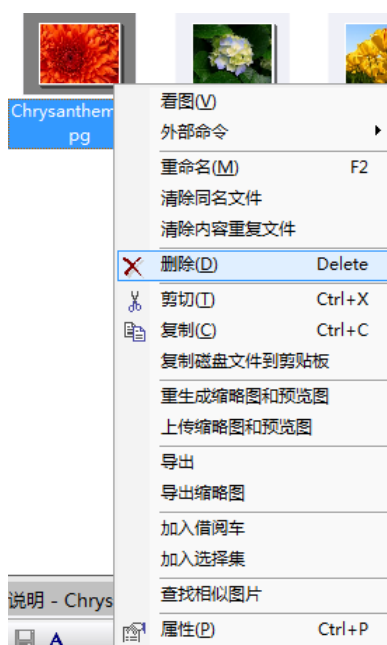 Chrysanthem
pg
看图(V)
外部命令
重命名(M) F2
清除同名文件
清除内容重复文件
删除(D) Delete
剪切(T) Ctrl+X
复制(C) Ctrl+C
复制磁盘文件到剪贴板
重生成缩略图和预览图
上传缩略图和预览图
导出
导出缩略图
加入借阅车
加入选择集
查找相似图片
属性(P) Ctrl+P
说明 - Chrys
A